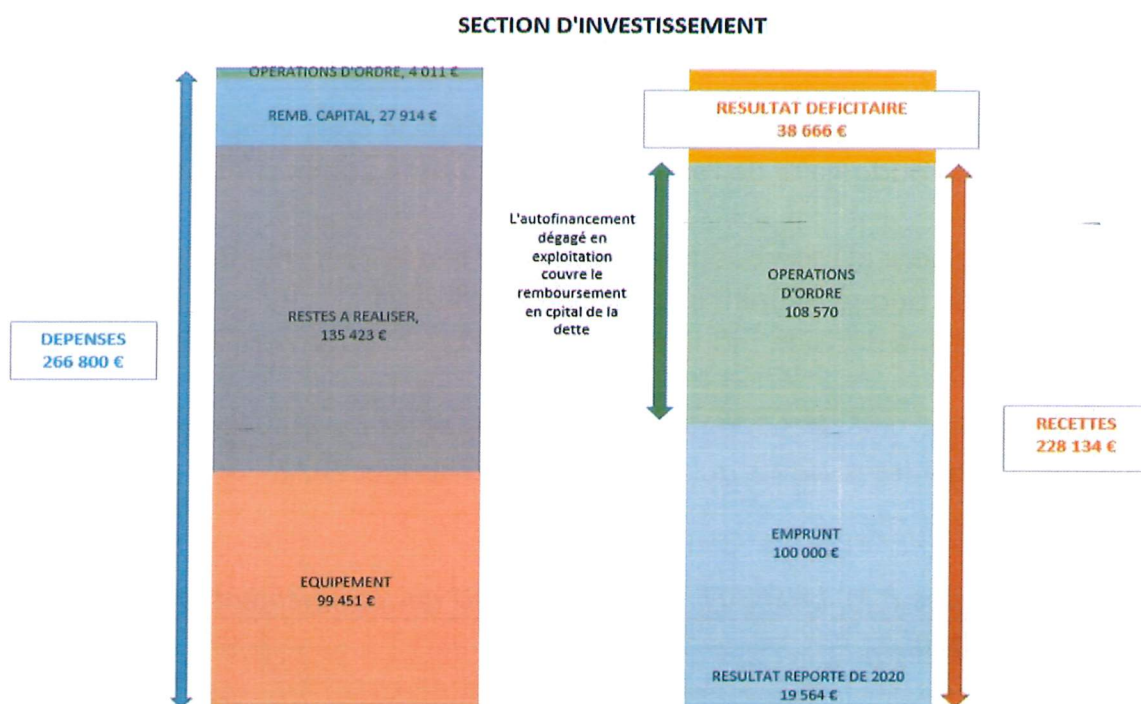 SECTION D'INVESTISSEMENT
OPERATIONS D'ORDRE, 4 011 €
REMB. CAPITAL, 27 914 €
RESTES A REALISER,
135 423 €
EQUIPEMENT
99 451 €
DEPENSES
266 800 €
L'autofinancement
dégagé en
exploitation
couvre le
remboursement
en cpital de la
dette
RESULTAT DEFICITAIRE
38 666 €
OPERATIONS
D'ORDRE
108 570
EMPRUNT
100 000 €
RESULTAT REPORTE DE 2020
19 564 €
RECETTES
228 134 €